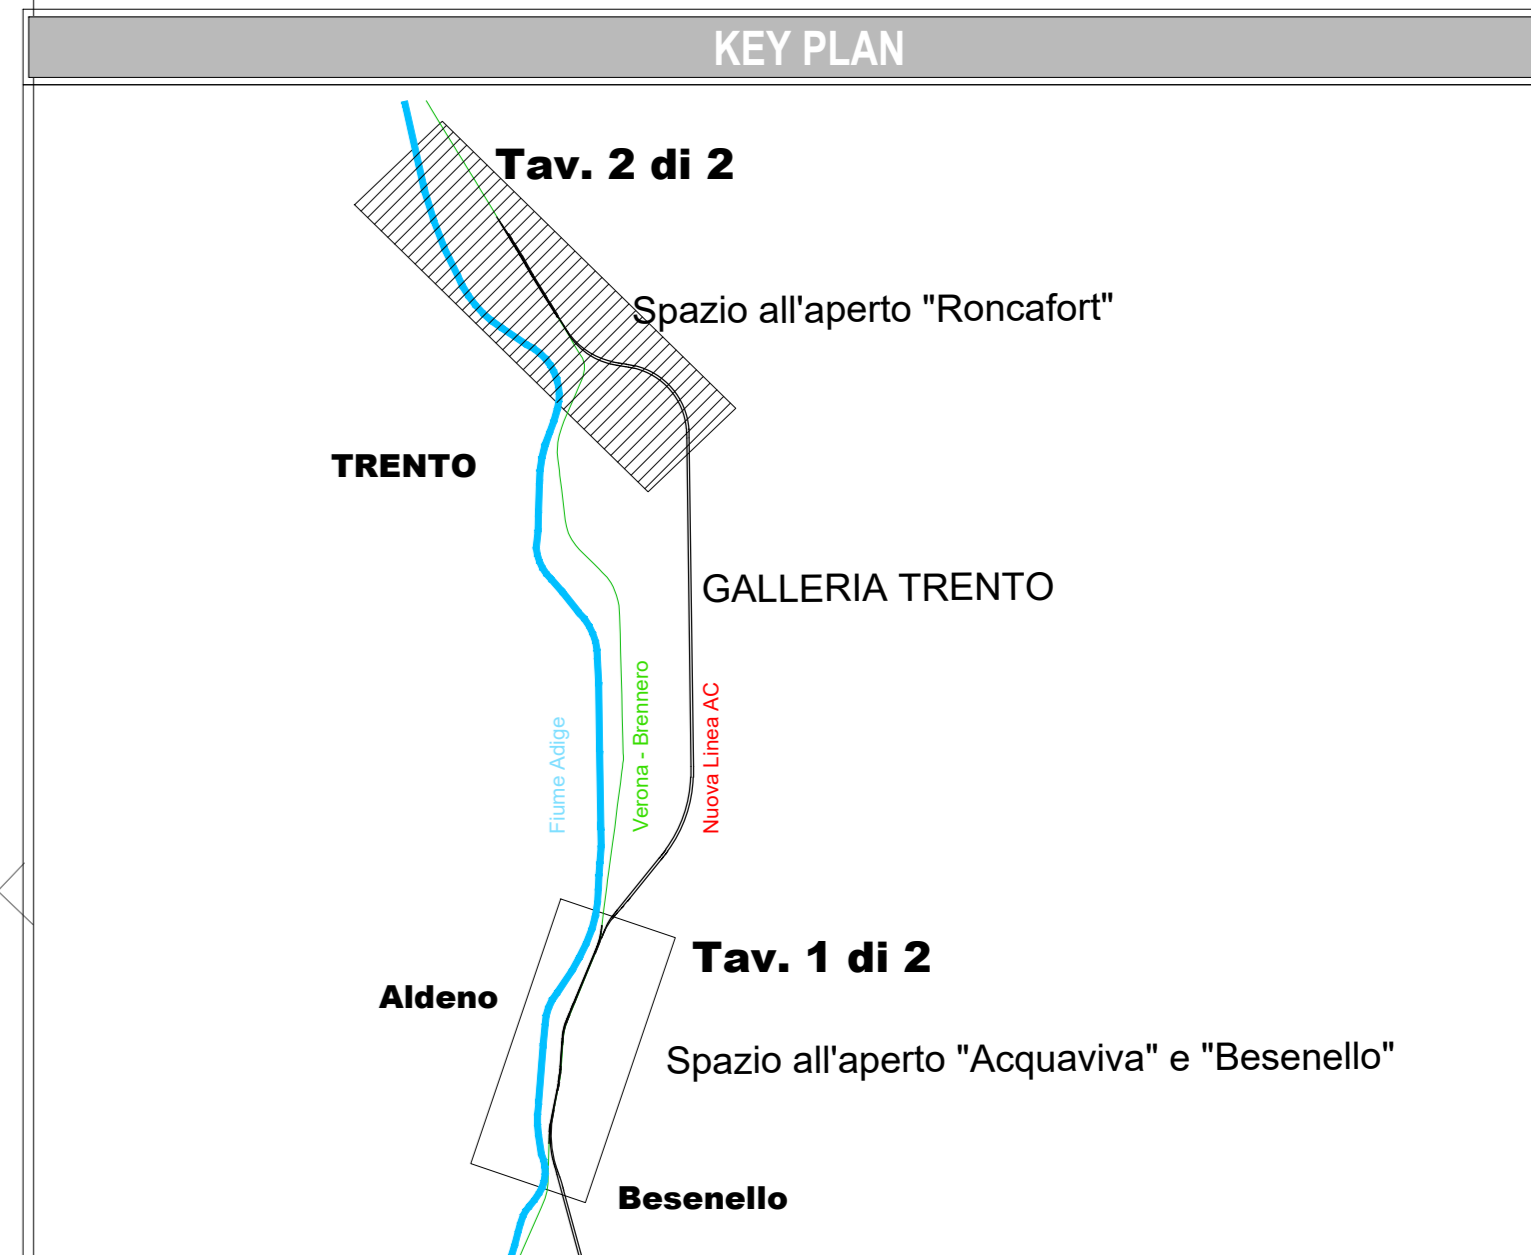 KEY PLAN
Tav. 2 di 2
Spazio all'aperto "Roncafort"
TRENTO
GALLERIA TRENTO
Fiume Adige
Verona - Brennero
Nuova Linea AC
Tav. 1 di 2
Aldeno
Spazio all'aperto "Acquaviva" e "Besenello"
Besenello